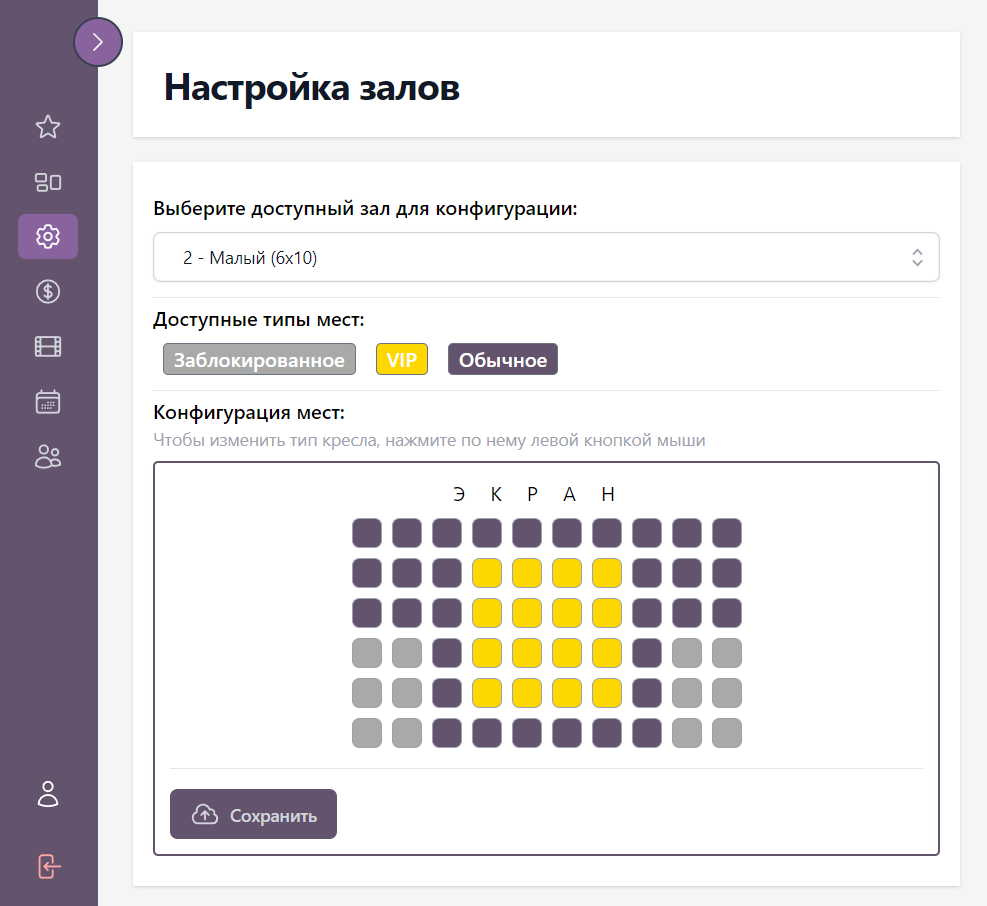 Настройка залов
Выберите доступный зал для конфигурации:
2 - Малый (6x10)
Доступные типы мест:
Заблокированное VIP Обычное
Конфигурация мест:
Чтобы изменить тип кресла, нажмите по нему левой кнопкой мыши
Э К Р А Н
Сохранить